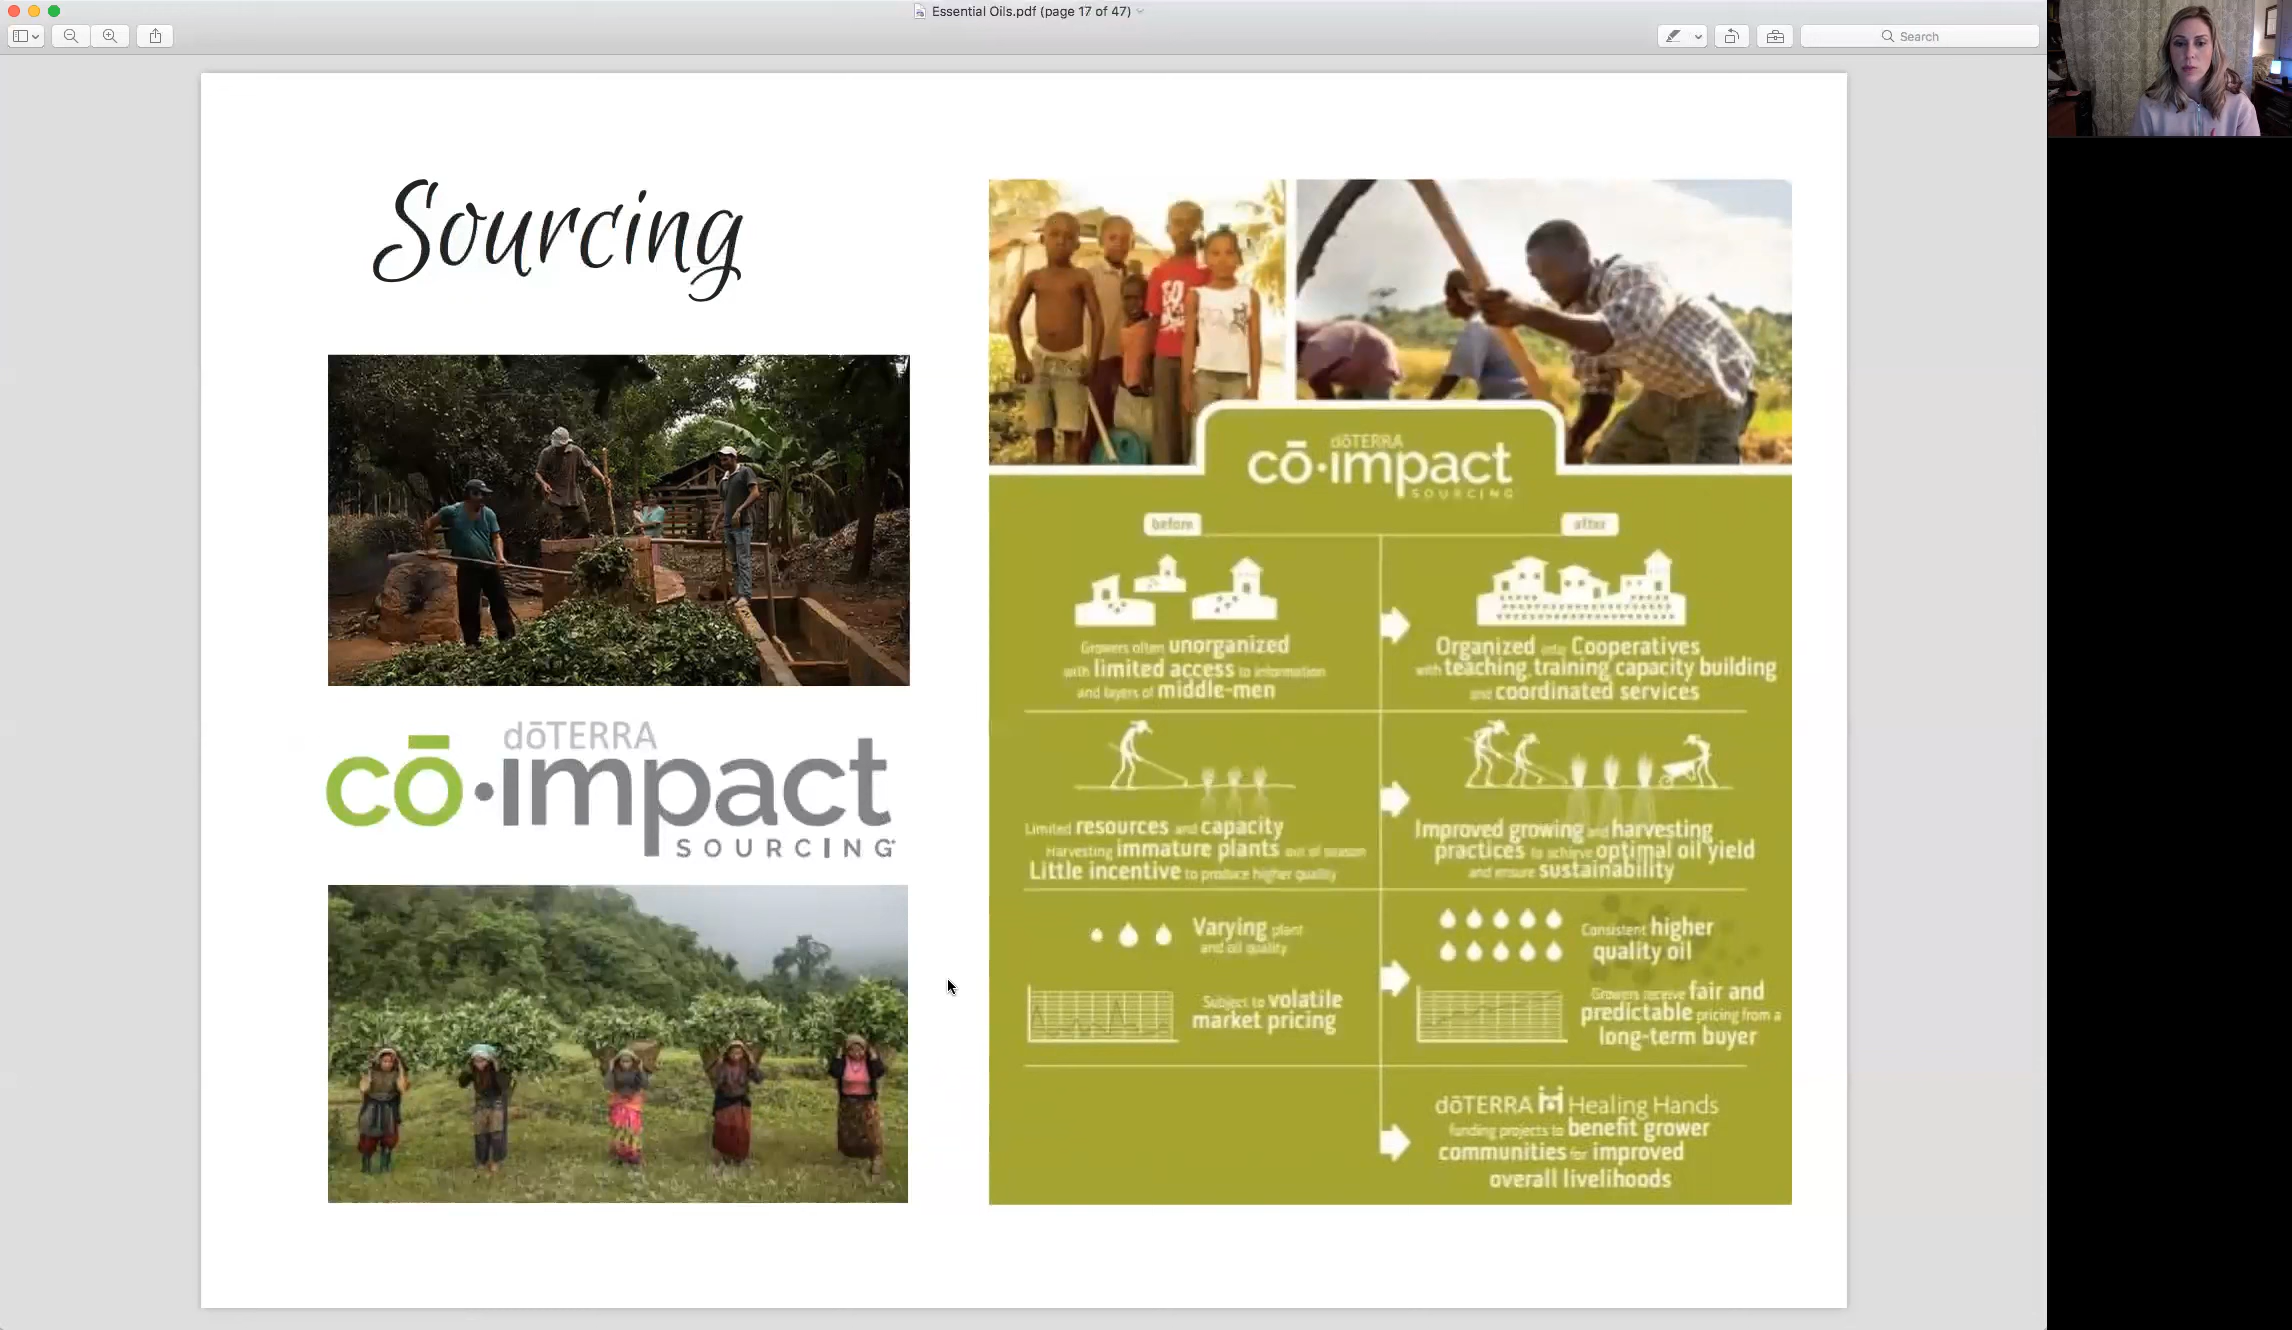 Essential Oils.pdf (page 17 of 47)
Search
Sourcing
dōTERRA
cō·impact
SOURCING
dōTERRA
cō·impact
SOURCING
before
after
Growers often unorganized
with limited access to information
and layers of middle-men
Organized into Cooperatives
with teaching, training, capacity building
and coordinated services
Limited resources and capacity
Harvesting immature plants out of season
Little incentive to produce higher quality
Improved growing and harvesting
practices to achieve optimal oil yield
and ensure sustainability
Varying plant
and oil quality
Consistent higher
quality oil
Subject to volatile
market pricing
Growers receive fair and
predictable pricing from a
long-term buyer
dōTERRA Healing Hands
funding projects to benefit grower
communities for improved
overall livelihoods